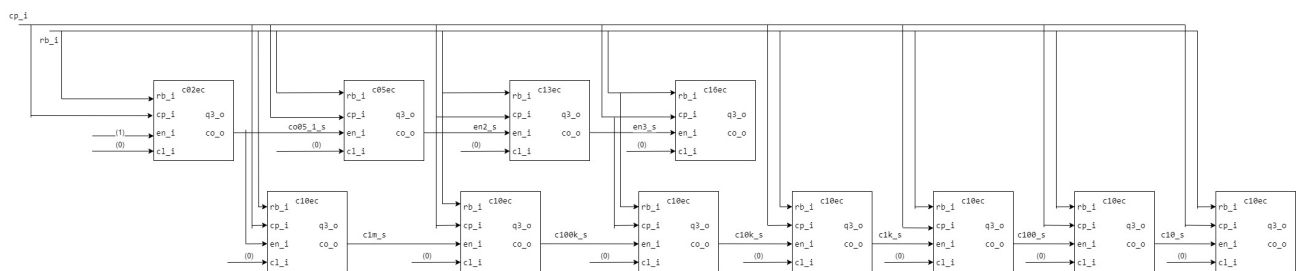 cp_i
rb_i
c02ec
rb_i
cp_i q3_o
(1) en_i co_o
(0) cl_i
co05_1_s
c05ec
rb_i
cp_i q3_o
en_i co_o
(0) cl_i
en2_s
c13ec
rb_i
cp_i q3_o
en_i co_o
(0) cl_i
en3_s
c16ec
rb_i
cp_i q3_o
en_i co_o
(0) cl_i
c10ec
rb_i
cp_i q3_o
en_i co_o
(0) cl_i
c1m_s
c10ec
rb_i
cp_i q3_o
en_i co_o
(0) cl_i
c100k_s
c10ec
rb_i
cp_i q3_o
en_i co_o
(0) cl_i
c10k_s
c10ec
rb_i
cp_i q3_o
en_i co_o
(0) cl_i
c1k_s
c10ec
rb_i
cp_i q3_o
en_i co_o
(0) cl_i
c100_s
c10ec
rb_i
cp_i q3_o
en_i co_o
(0) cl_i
c10_s
c10ec
rb_i
cp_i q3_o
en_i co_o
(0) cl_i